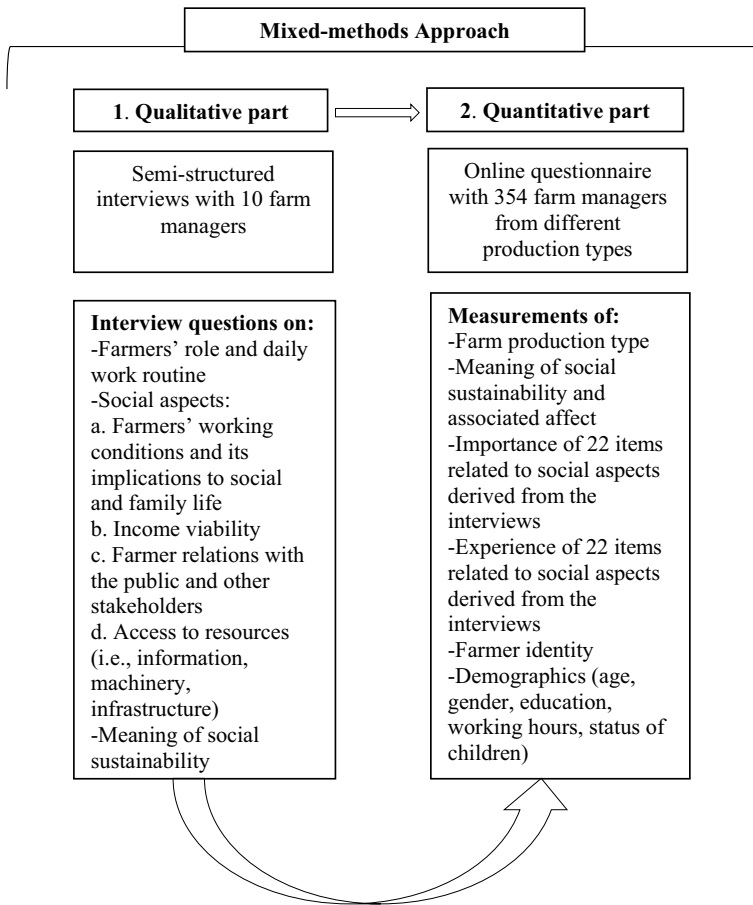 Mixed-methods Approach
1. Qualitative part
2. Quantitative part
Semi-structured
interviews with 10 farm
managers
Online questionnaire
with 354 farm managers
from different
production types
Interview questions on:
-Farmers’ role and daily
work routine
-Social aspects:
a. Farmers’ working
conditions and its
implications to social
and family life
b. Income viability
c. Farmer relations with
the public and other
stakeholders
d. Access to resources
(i.e., information,
machinery,
infrastructure)
-Meaning of social
sustainability
Measurements of:
-Farm production type
-Meaning of social
sustainability and
associated affect
-Importance of 22 items
related to social aspects
derived from the
interviews
-Experience of 22 items
related to social aspects
derived from the
interviews
-Farmer identity
-Demographics (age,
gender, education,
working hours, status of
children)